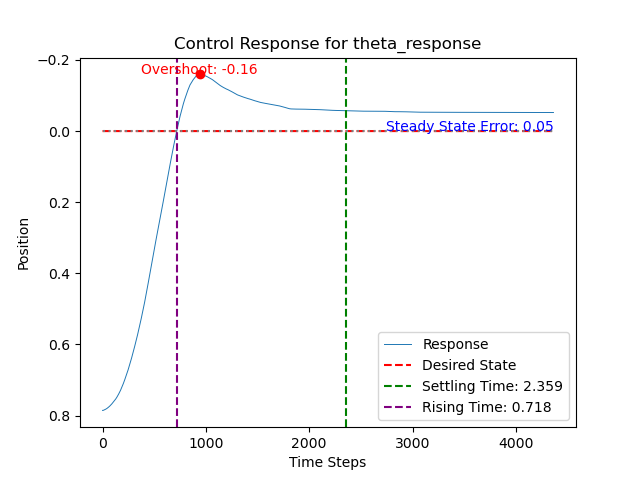 Control Response for theta_response
−0.2
Overshoot: -0.16
0.0
Steady State Error: 0.05
0.2
0.4
0.6
0.8
Position
Response
Desired State
Settling Time: 2.359
Rising Time: 0.718
0 1000 2000 3000 4000
Time Steps